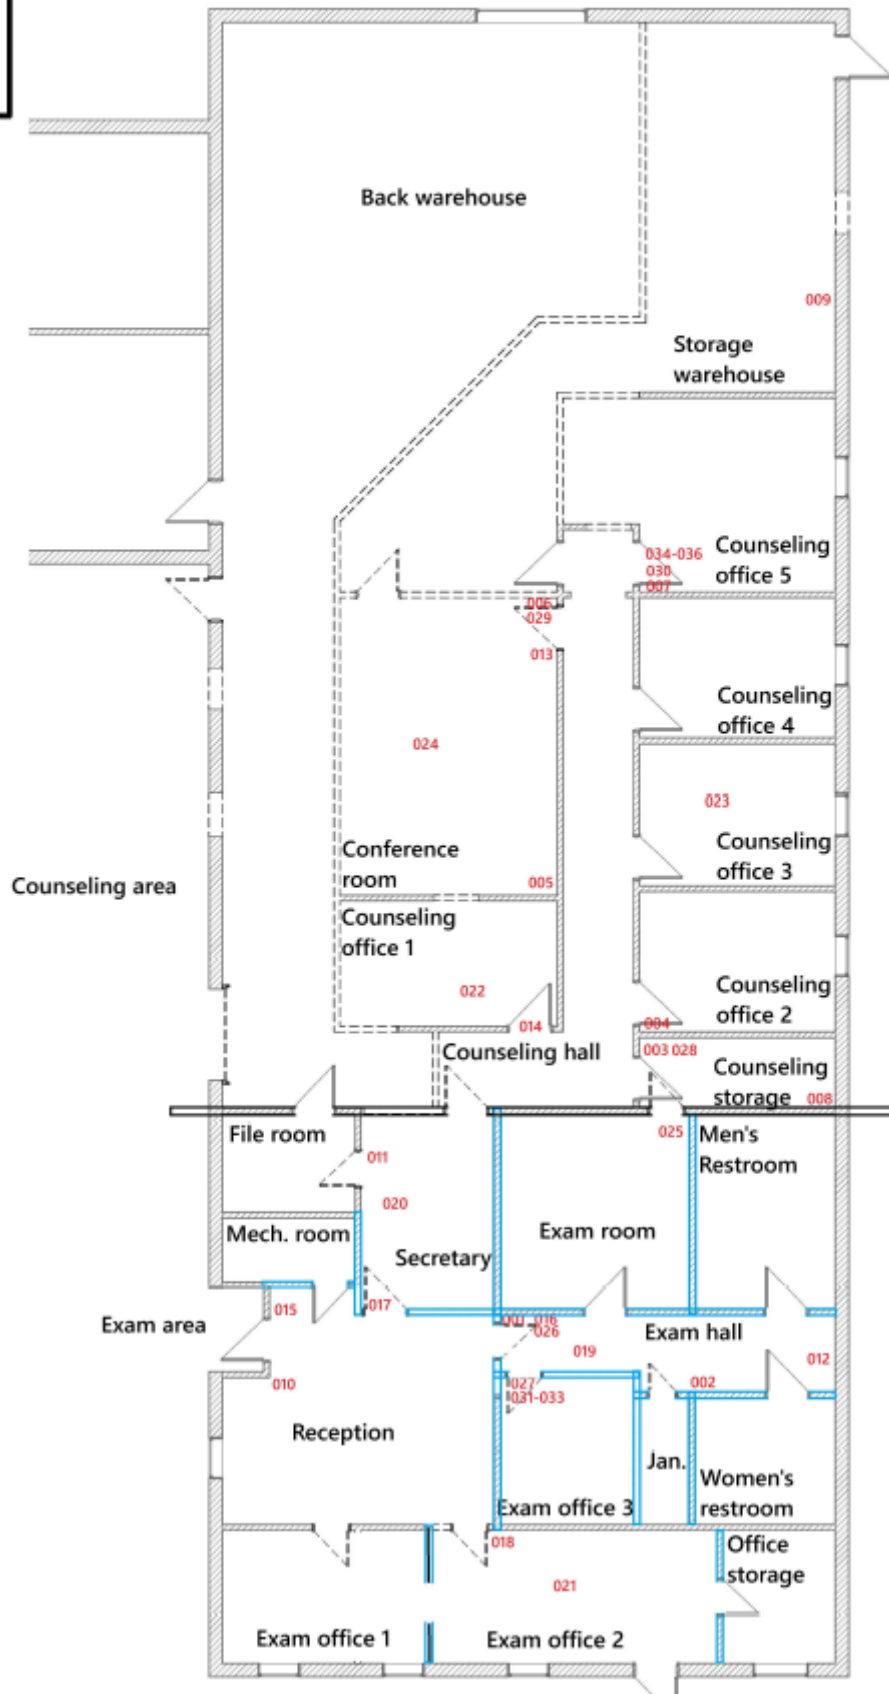 Back warehouse
009
Storage
warehouse
034-036
030
007
Counseling
office 5
006
029
013
Counseling
office 4
024
023
Counseling
office 3
Conference
room
005
Counseling area
Counseling
office 1
022
014
Counseling
office 2
004
003 028
Counseling hall
Counseling
storage
008
File room
011
025
Men's
Restroom
020
Mech. room
Secretary
Exam room
015
017
Exam area
001 016
026
Exam hall
019
012
010
027
002
031-033
Reception
Jan.
Exam office 3
Women's
restroom
018
Office
storage
021
Exam office 1
Exam office 2